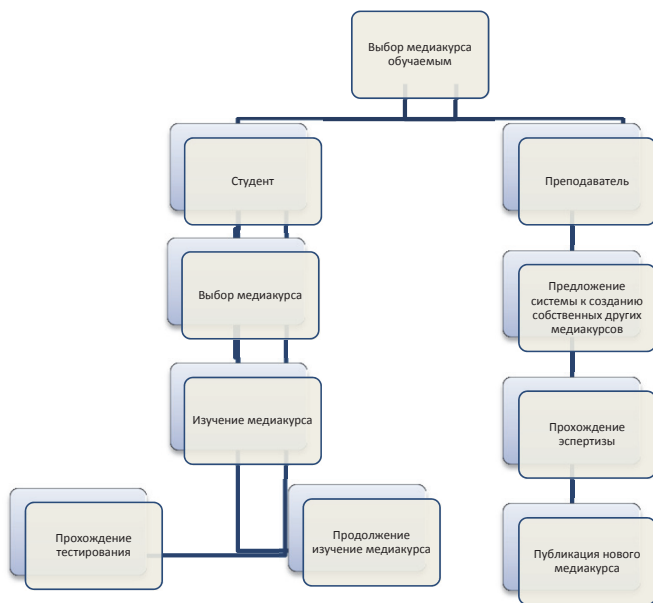 Выбор медиакурса
обучаемым
Студент
Преподаватель
Выбор медиакурса
Предложение
системы к созданию
собственных других
медиакурсов
Изучение медиакурса
Прохождение
эспертизы
Прохождение
тестирования
Продолжение
изучение медиакурса
Публикация нового
медиакурса